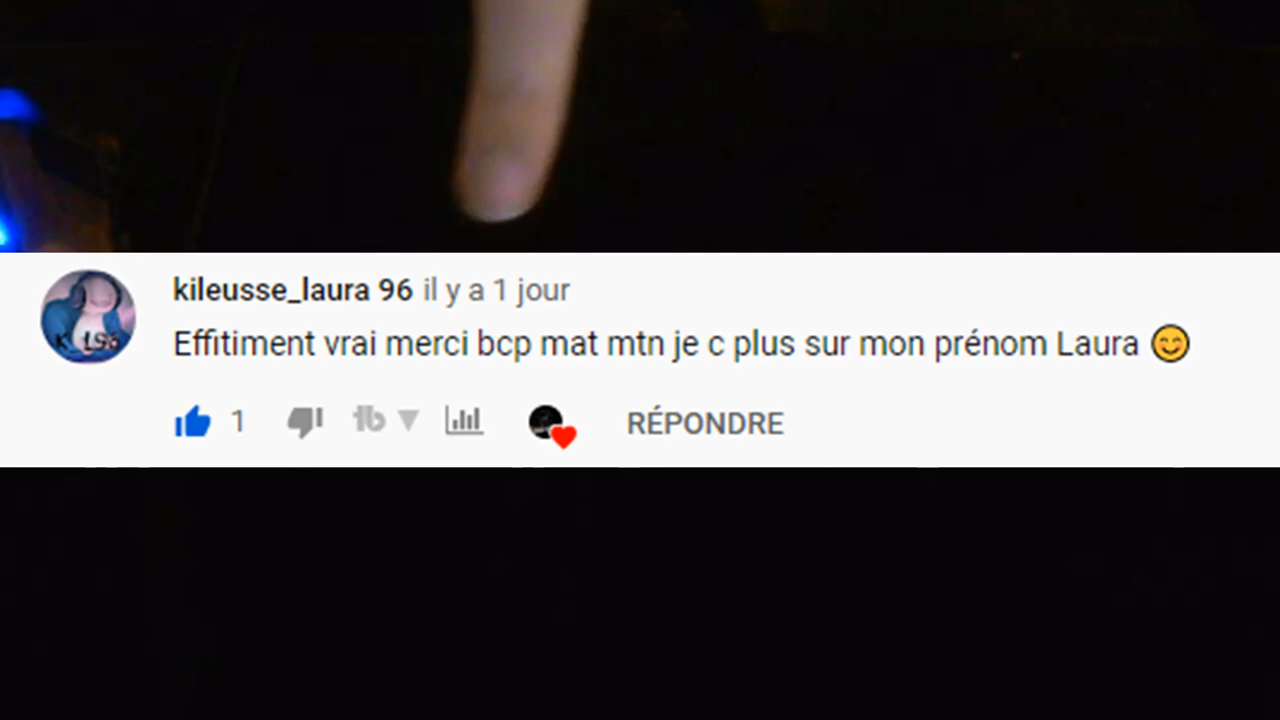 kileusse_laura 96 il y a 1 jour
Effitiment vrai merci bcp mat mtn je c plus sur mon prénom Laura 😊
1 RÉPONDRE